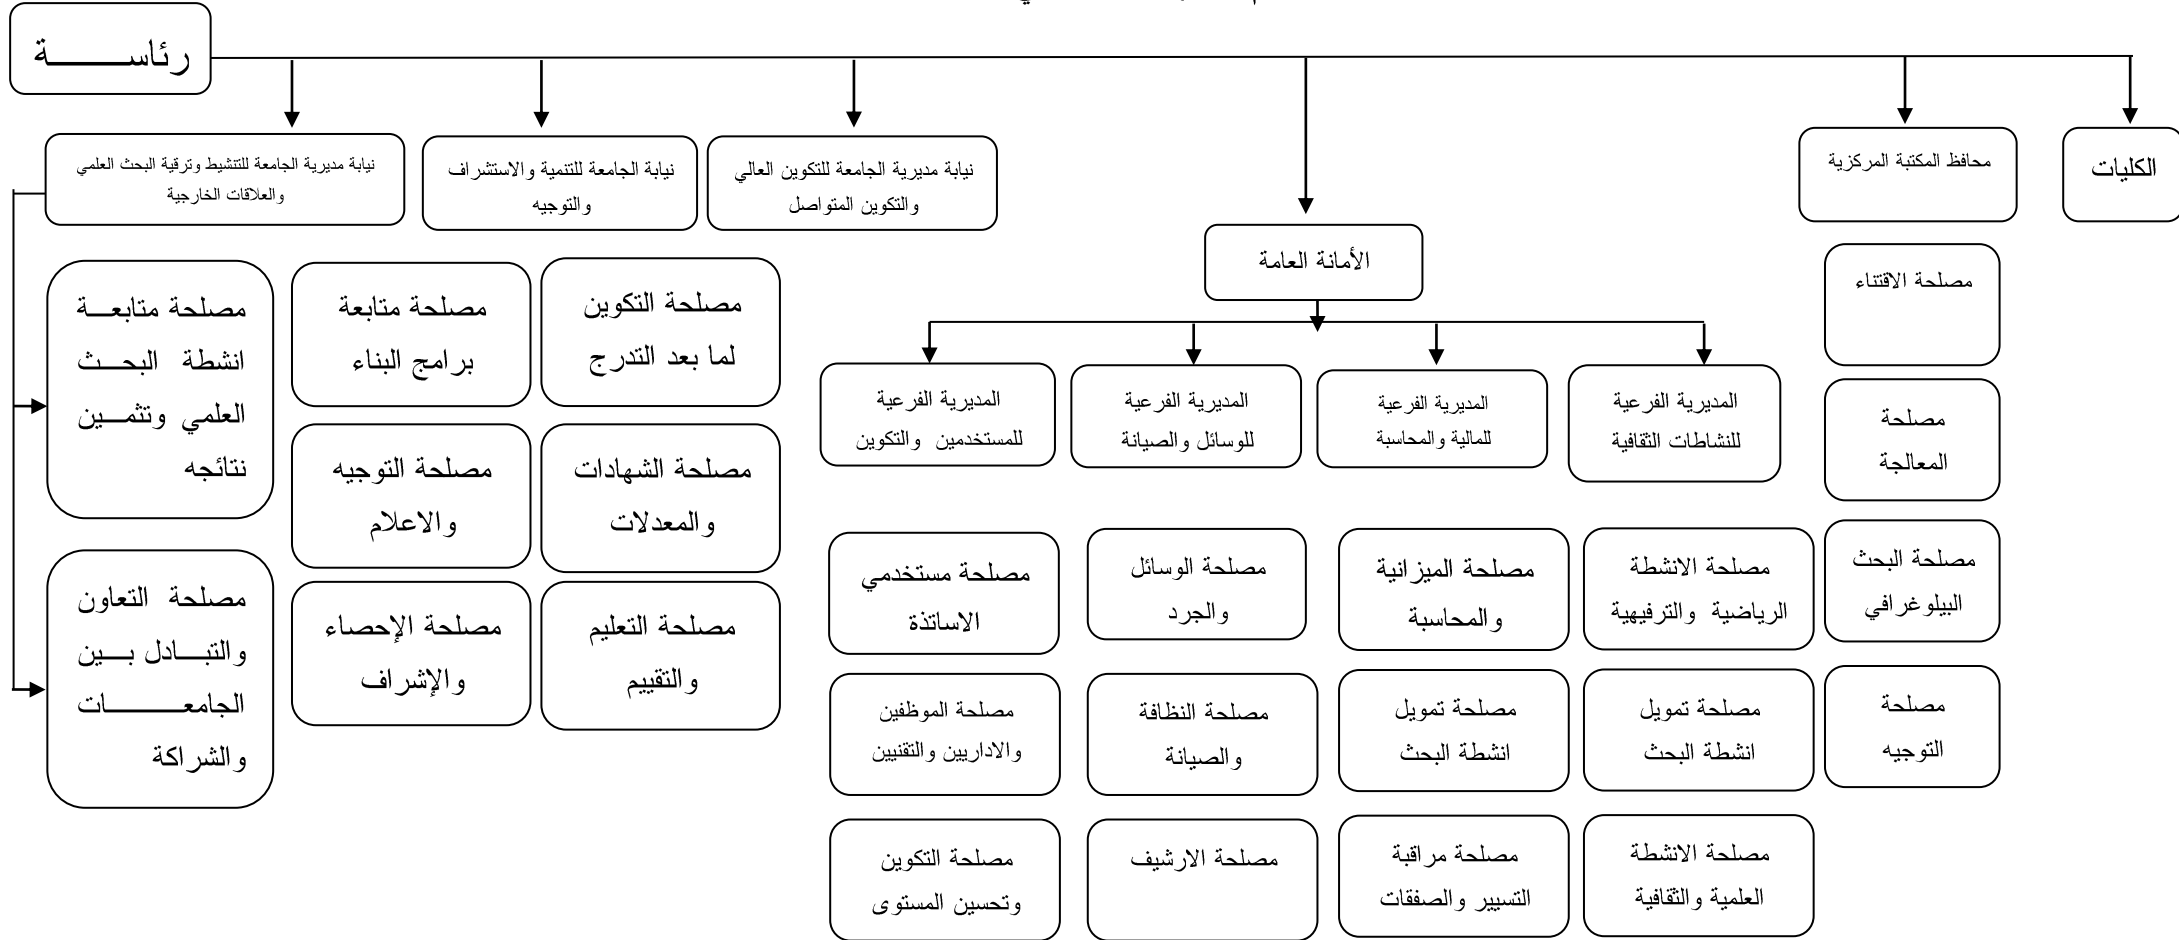 رئاســـــــــة
الكليات
محافظ المكتبة المركزية
نيابة مديرية الجامعة للتكوين العالي
والتكوين المتواصل
نيابة الجامعة للتنمية والاستشراف
والتوجيه
نيابة مديرية الجامعة للتنشيط وترقية البحث العلمي
والعلاقات الخارجية
الأمانة العامة
مصلحة الاقتناء
مصلحة
المعالجة
مصلحة البحث
البيلوغرافي
مصلحة
التوجيه
المديرية الفرعية
للنشاطات الثقافية
المديرية الفرعية
للمالية والمحاسبة
المديرية الفرعية
للوسائل والصيانة
المديرية الفرعية
للمستخدمين والتكوين
مصلحة الانشطة
الرياضية والترفيهية
مصلحة تمويل
انشطة البحث
مصلحة الانشطة
العلمية والثقافية
مصلحة الميزانية
والمحاسبة
مصلحة تمويل
انشطة البحث
مصلحة مراقبة
التسيير والصفقات
مصلحة الوسائل
والجرد
مصلحة النظافة
والصيانة
مصلحة الارشيف
مصلحة مستخدمي
الاساتذة
مصلحة الموظفين
والاداريين والتقنيين
مصلحة التكوين
وتحسين المستوى
مصلحة التكوين
لما بعد التدرج
مصلحة الشهادات
والمعدلات
مصلحة التعليم
والتقييم
مصلحة متابعة
برامج البناء
مصلحة التوجيه
والاعلام
مصلحة الإحصاء
والإشراف
مصلحة متابعـــة
انشطة البحـــث
العلمي وتثمـــين
نتائجه
مصلحة التعاون
والتبـــادل بـــين
الجامعـــــــــات
والشراكة